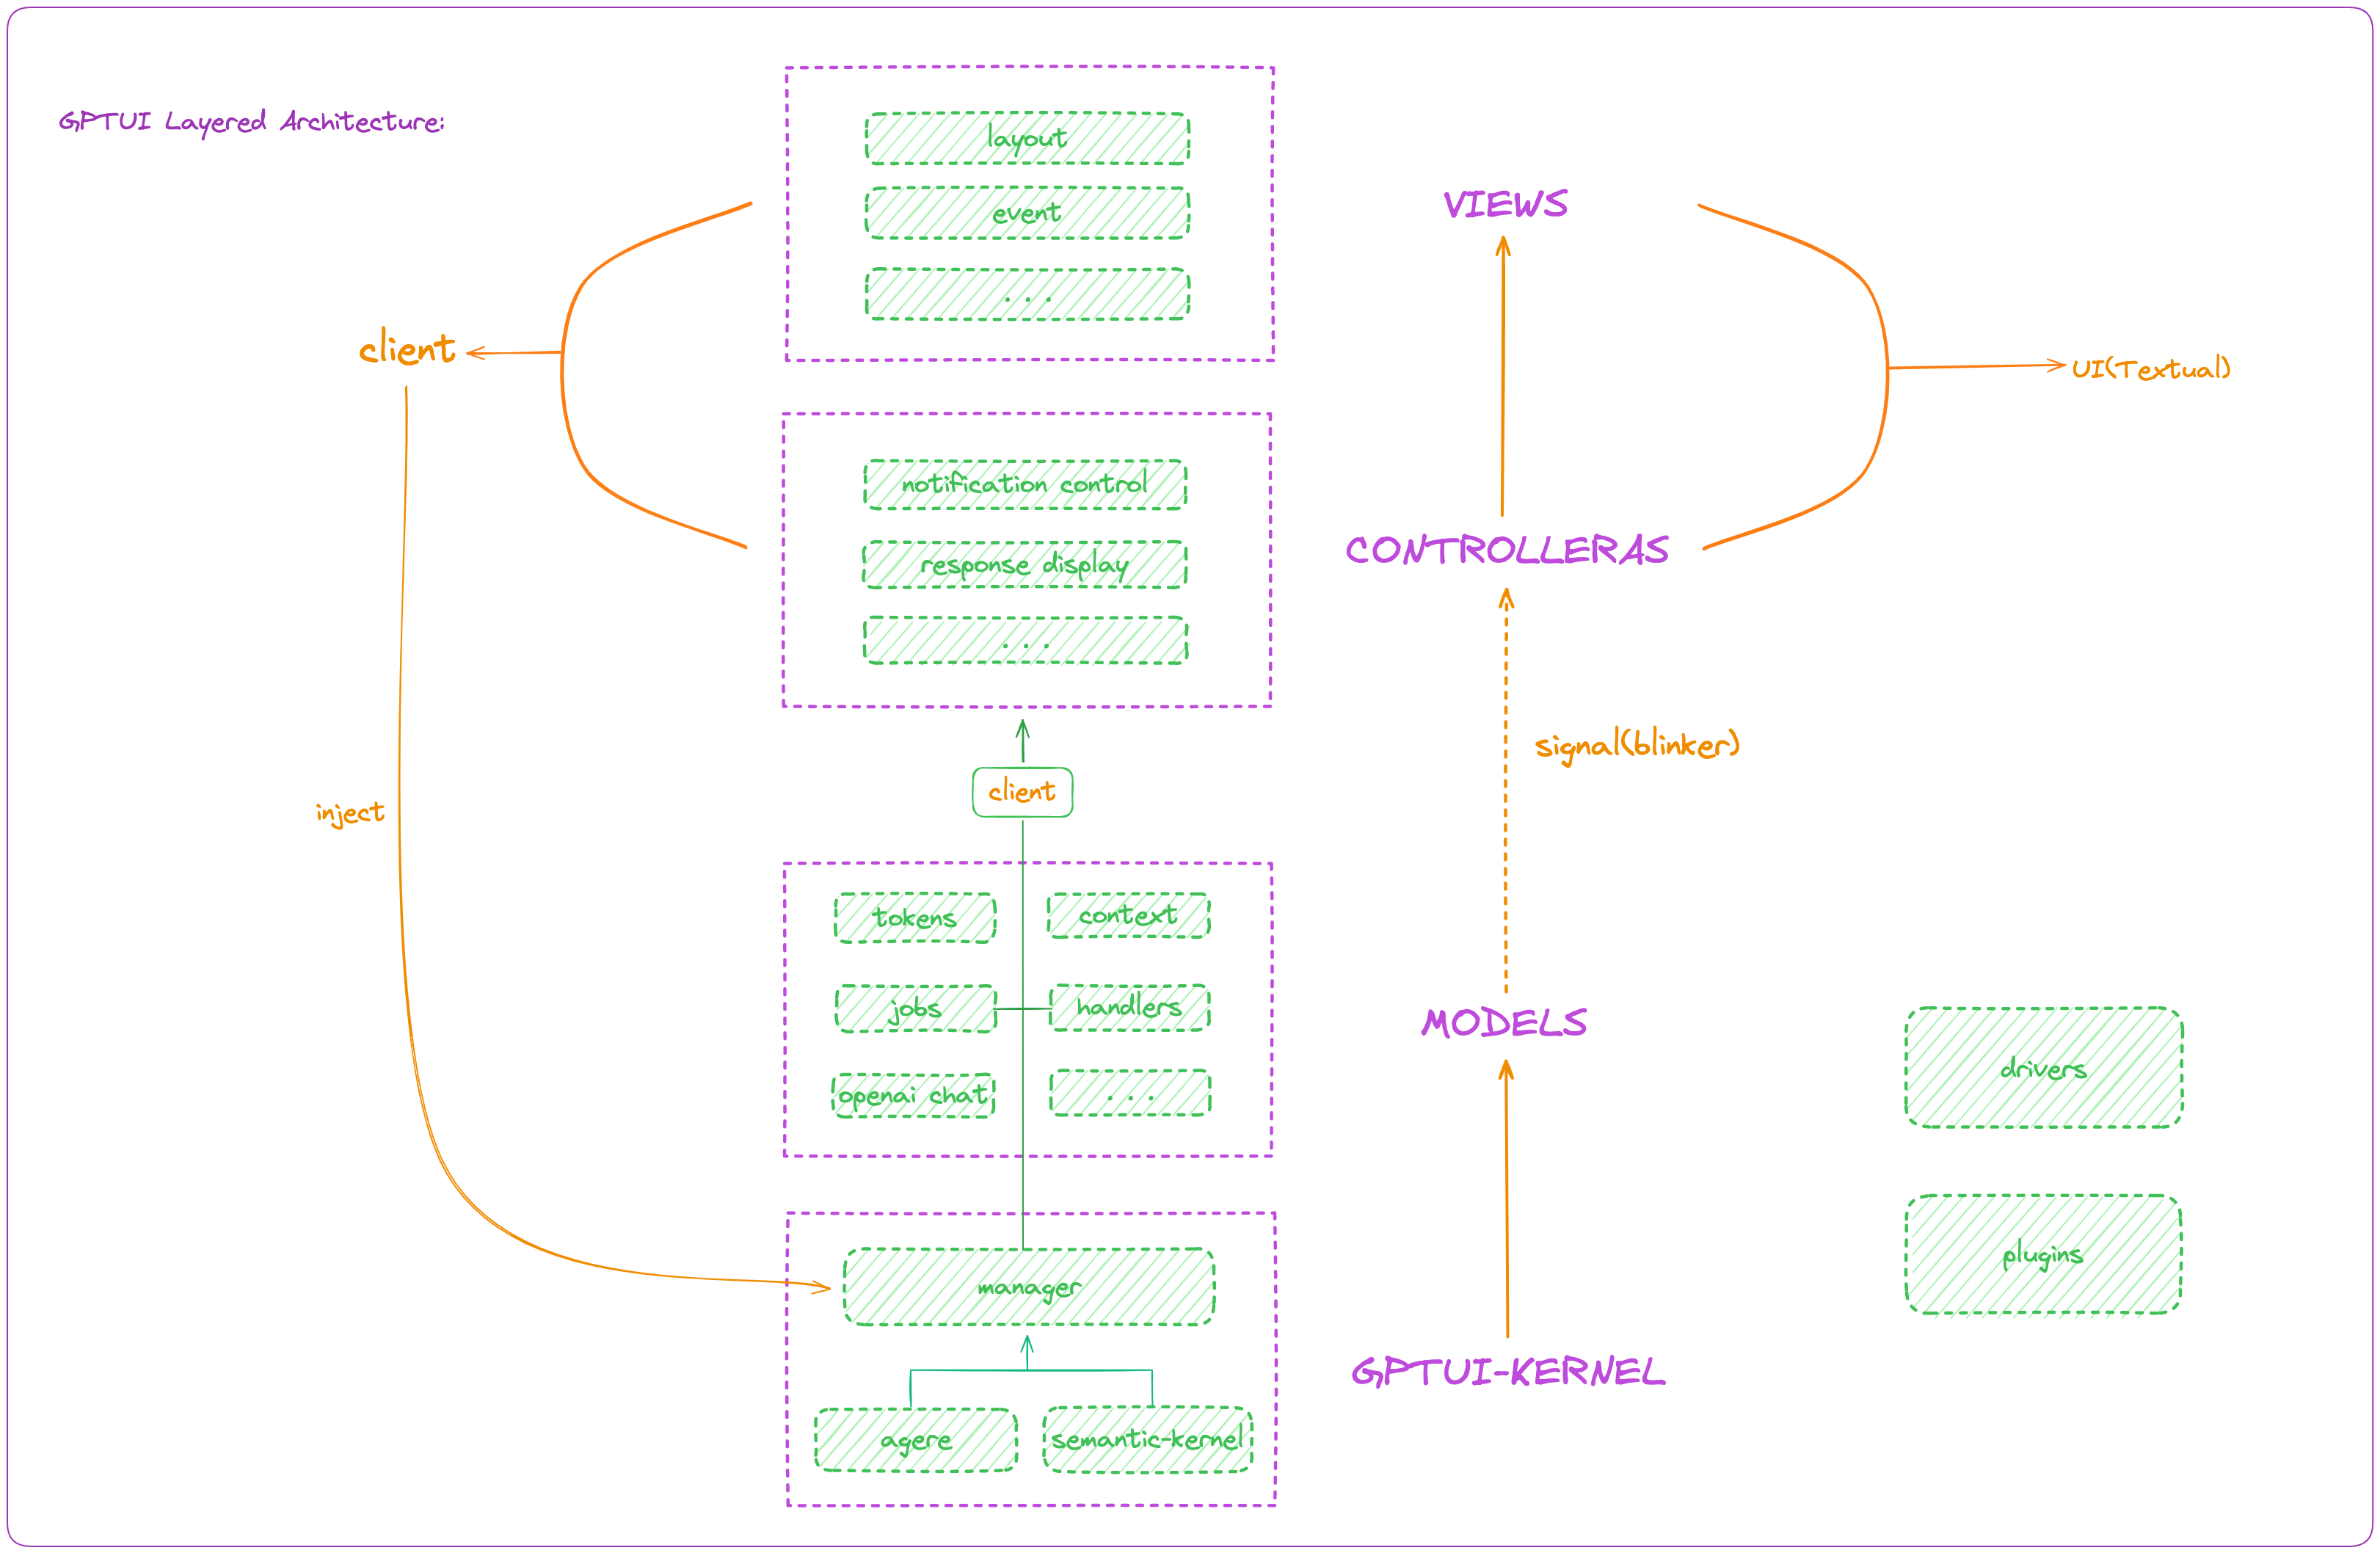 GPTUI Layered Architecture:
layout
event
. . .
VIEWS
client
UI(Textual)
notification control
response display
. . .
CONTROLLERAS
signal(blinker)
client
inject
tokens
context
jobs
handlers
openai chat
. . .
MODELS
drivers
plugins
manager
GPTUI-KERNEL
agere
semantic-kernel